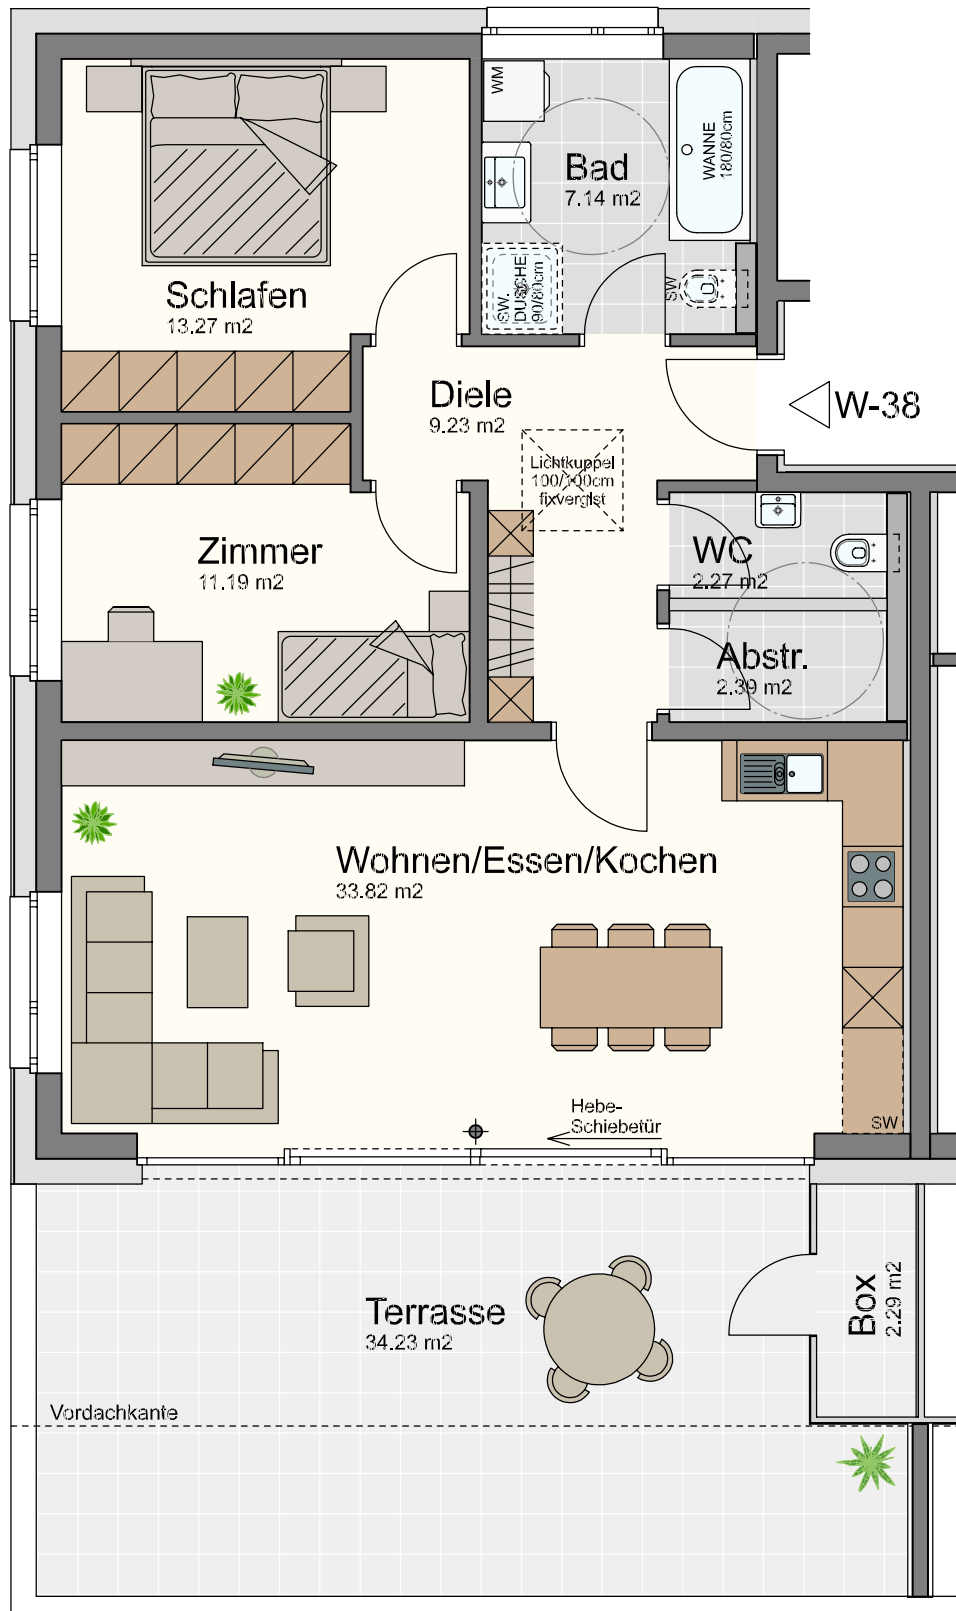 WM
Bad
7.14 m2
WANNE
180/80cm
SW.
DUSCHE
90/80cm
SW
Schlafen
13.27 m2
Diele
9.23 m2
W-38
Lichtkuppel
100/100cm
fixverglst
Zimmer
11.19 m2
WC
2.27 m2
Abstr.
2.39 m2
Wohnen/Essen/Kochen
33.82 m2
Hebe-
Schiebetür
SW
Terrasse
34.23 m2
Box
2.29 m2
Vordachkante